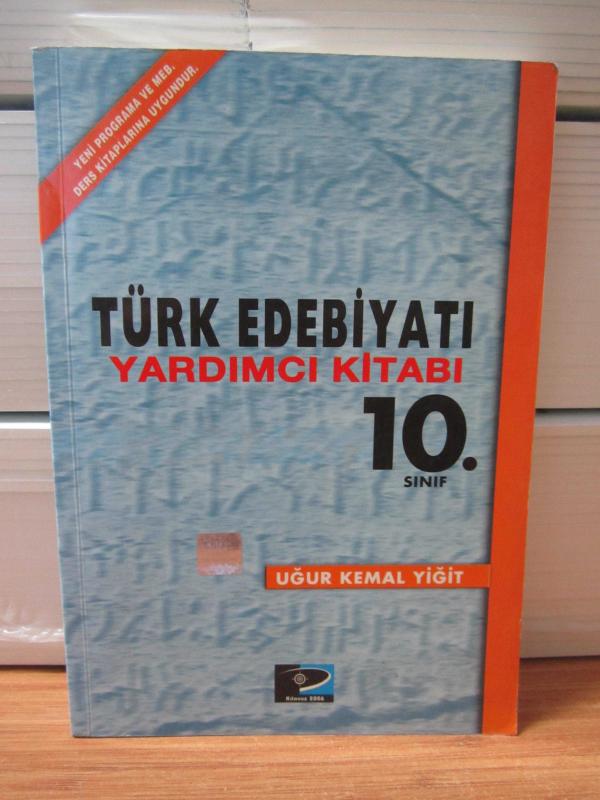 YENİ PROGRAMA VE MEB.
DERS KİTAPLARINA UYGUNDUR.
TÜRK EDEBİYATI
YARDIMCI KİTABI
10.
SINIF
UĞUR KEMAL YİĞİT